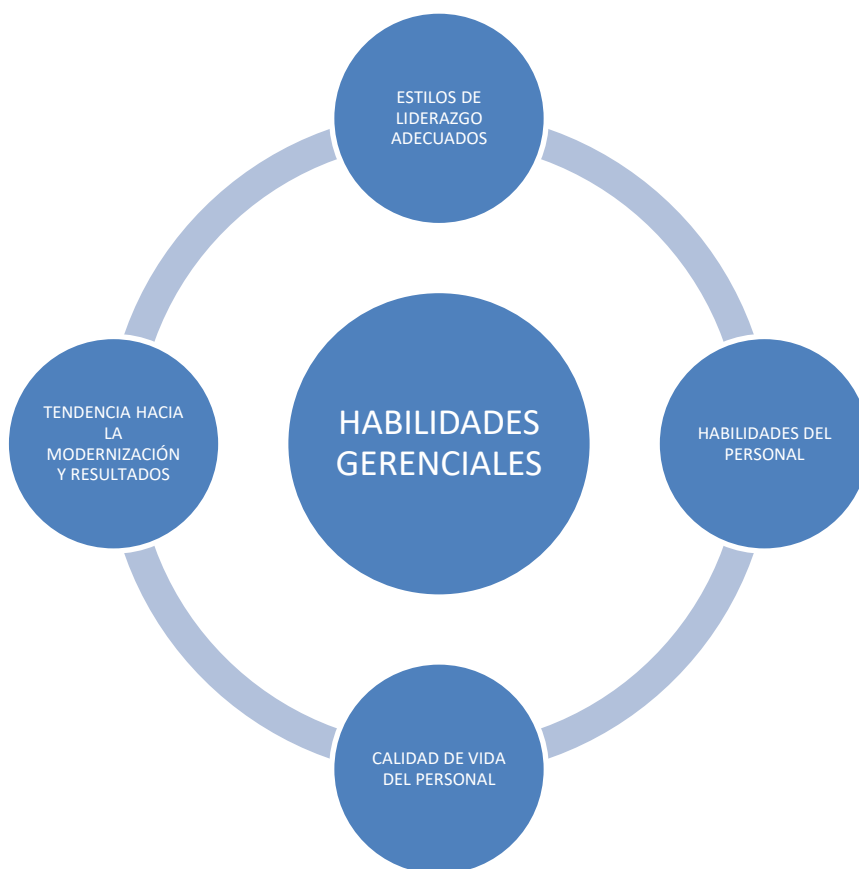 ESTILOS DE
LIDERAZGO
ADECUADOS
TENDENCIA HACIA
LA
MODERNIZACIÓN
Y RESULTADOS
HABILIDADES
GERENCIALES
HABILIDADES DEL
PERSONAL
CALIDAD DE VIDA
DEL PERSONAL